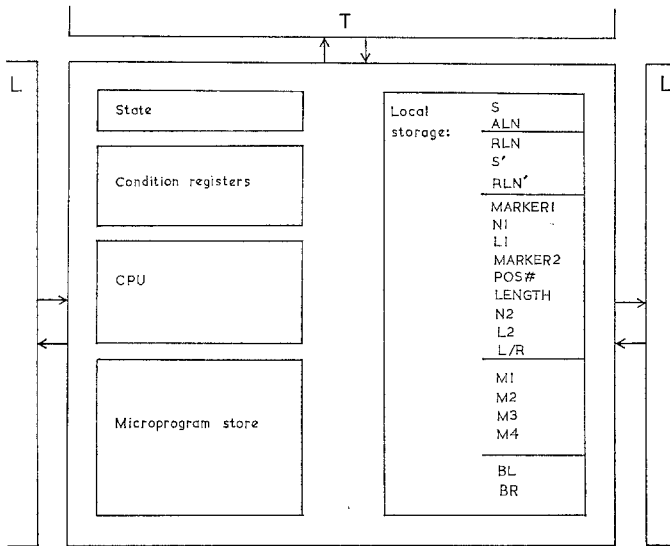 T
L
L
State
Condition registers
CPU
Microprogram store
Local
storage:
S
ALN
RLN
S′
RLN′
MARKER1
N1
L1
MARKER2
POS#
LENGTH
N2
L2
L/R
M1
M2
M3
M4
BL
BR